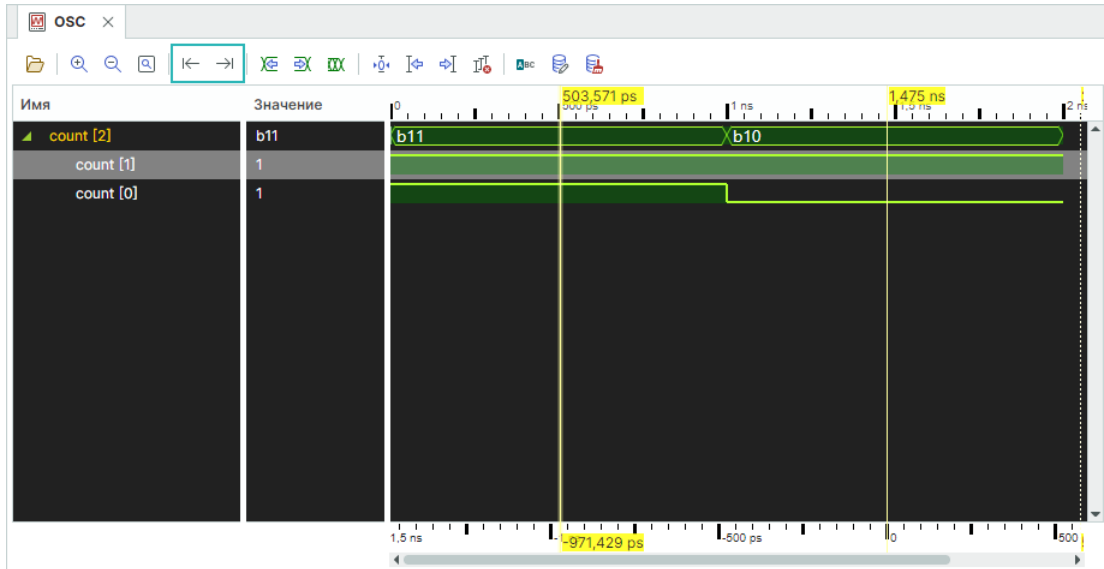 OSC
ABC
Имя
Значение
503,571 ps
1,475 ns
0
500 ps
1 ns
1,5 ns
2 ns
count [2]
b11
b11
b10
count [1]
1
count [0]
1
1,5 ns
-971,429 ps
-500 ps
0
500